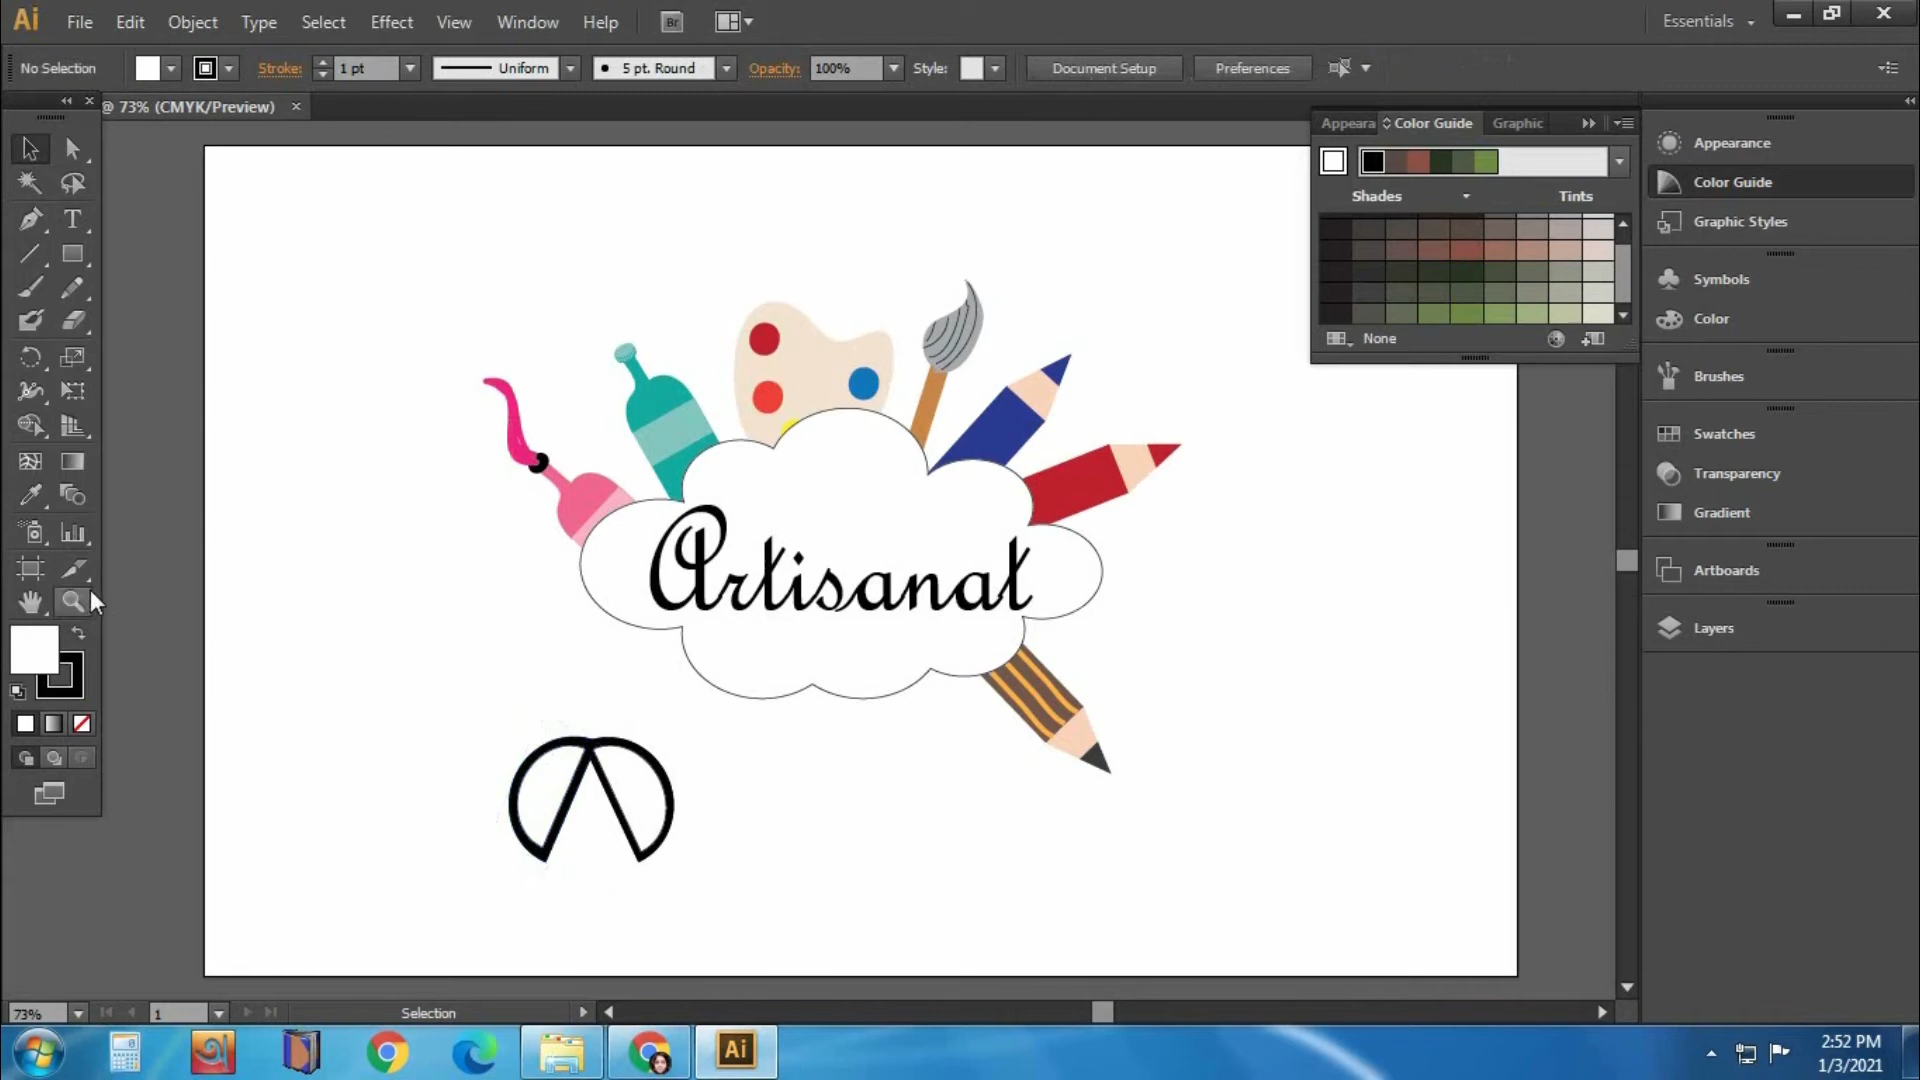 Ai File Edit Object Type Select Effect View Window Help Br Essentials
No Selection Stroke: 1 pt Uniform 5 pt. Round Opacity: 100% Style: Document Setup Preferences
@ 73% (CMYK/Preview)
Appeara Color Guide Graphic
Shades Tints
None
Appearance
Color Guide
Graphic Styles
Symbols
Color
Brushes
Swatches
Transparency
Gradient
Artboards
Layers
T
Artisanat
73% 1 Selection
Ai
2:52 PM
1/3/2021